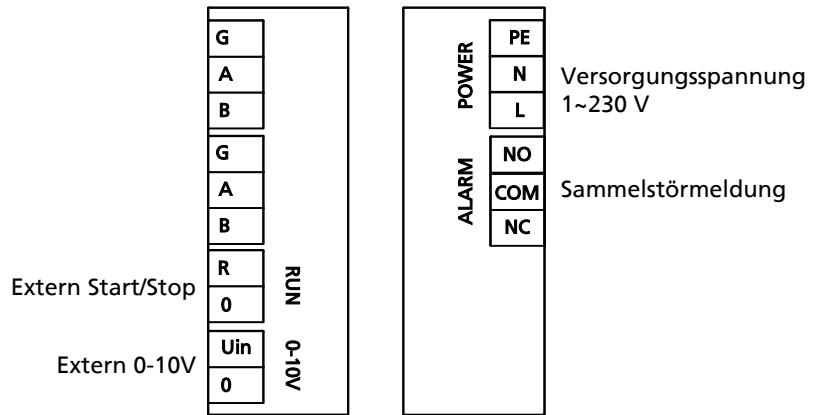 G
A
B
G
A
B
R
0
RUN
Extern Start/Stop
Uin
0
0-10V
Extern 0-10V
POWER
PE
N
L
Versorgungsspannung
1~230 V
ALARM
NO
COM
NC
Sammelstörmeldung